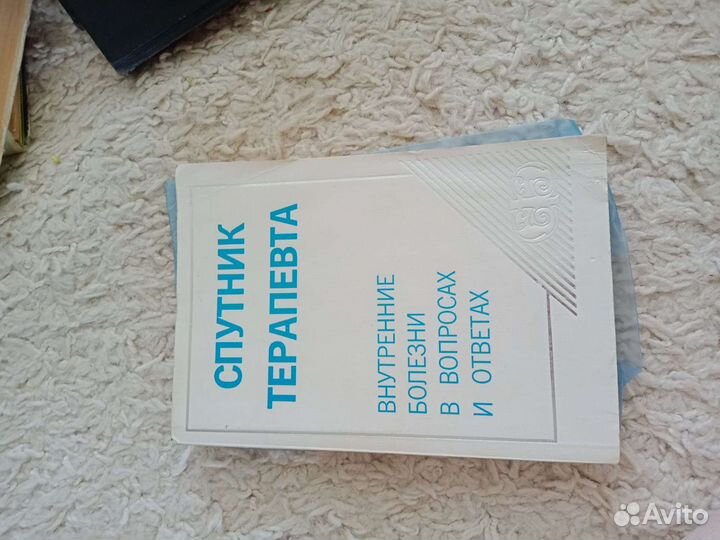 СПУТНИК
ТЕРАПЕВТА
ВНУТРЕННИЕ
БОЛЕЗНИ
В ВОПРОСАХ
И ОТВЕТАХ
Avito